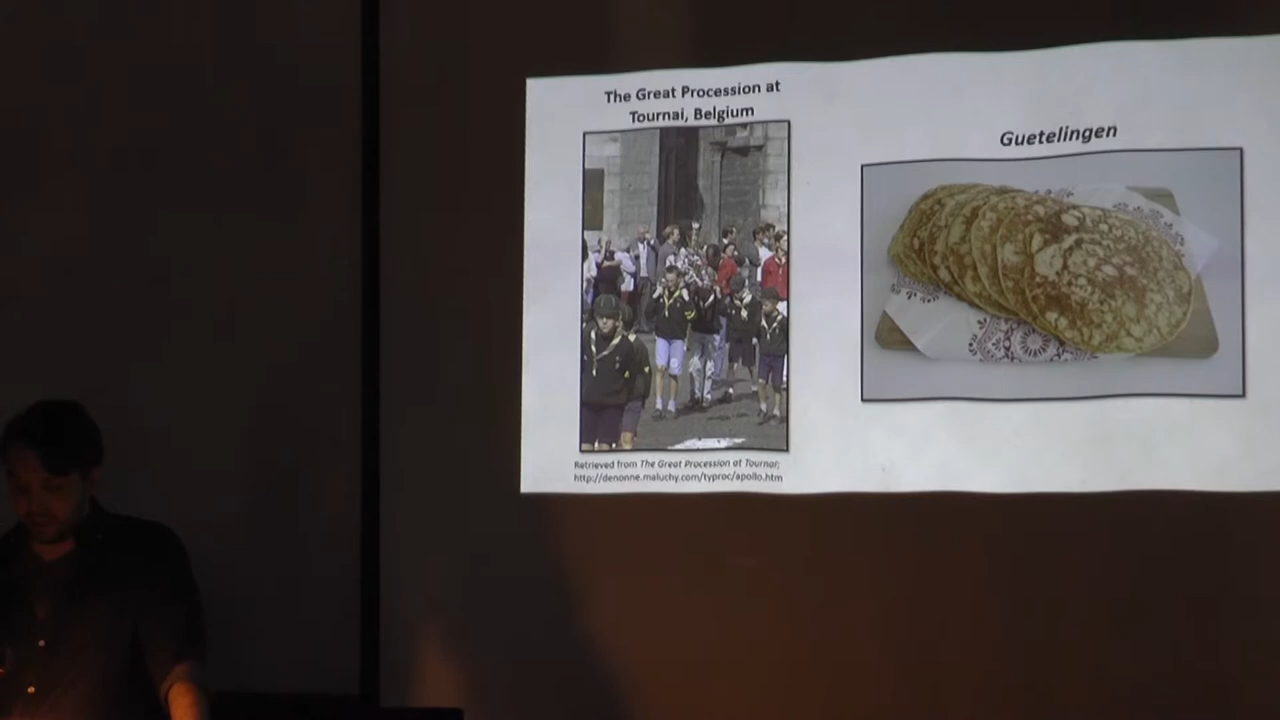 The Great Procession at
Tournai, Belgium
Guetelingen
Retrieved from The Great Procession at Tournai;
http://denonne.maluchy.com/typroc/apollo.htm